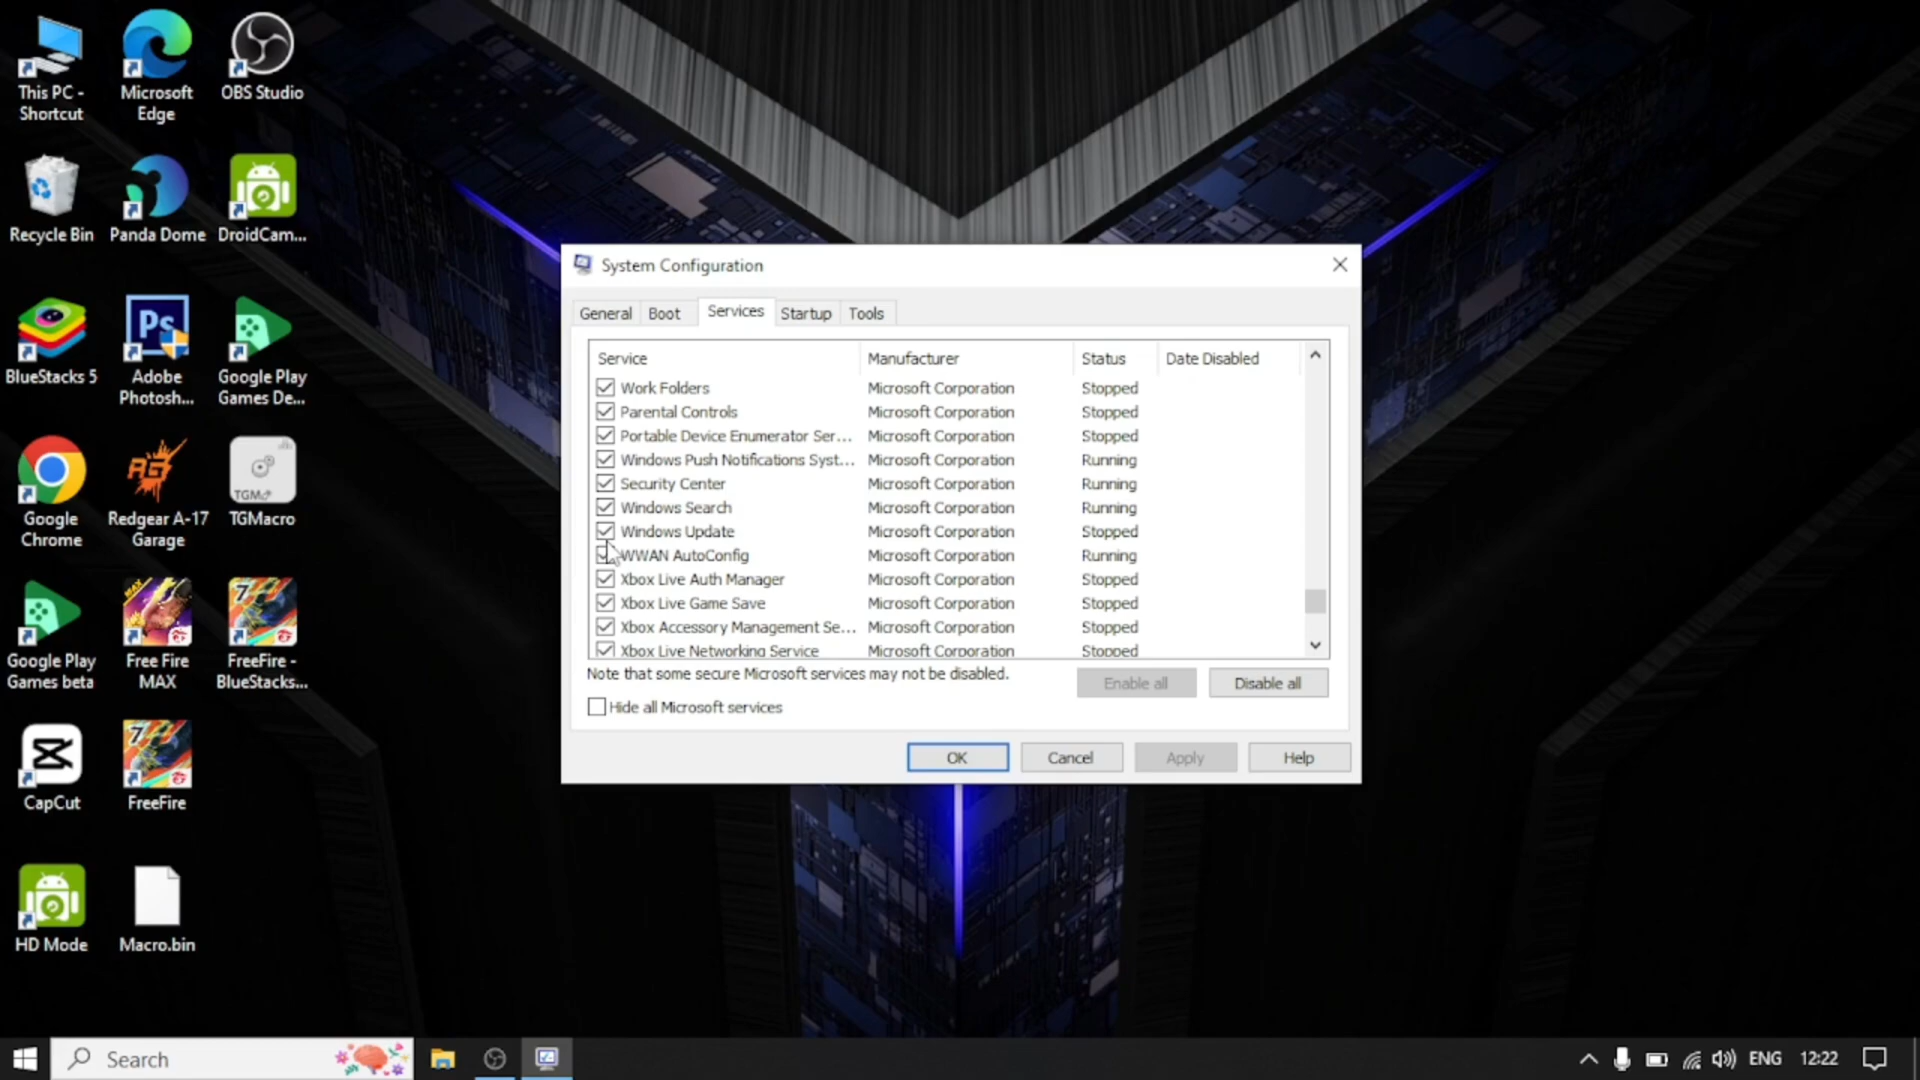 This PC -
Shortcut
Microsoft
Edge
OBS Studio
Recycle Bin
Panda Dome
DroidCam...
BlueStacks 5
Adobe
Photosh...
Google Play
Games De...
Google
Chrome
Redgear A-17
Garage
TGM
TGMacro
Google Play
Games beta
Free Fire
MAX
FreeFire -
BlueStacks...
CapCut
FreeFire
HD Mode
Macro.bin
System Configuration
General Boot Services Startup Tools
Service Manufacturer Status Date Disabled
Work Folders Microsoft Corporation Stopped
Parental Controls Microsoft Corporation Stopped
Portable Device Enumerator Ser... Microsoft Corporation Stopped
Windows Push Notifications Syst... Microsoft Corporation Running
Security Center Microsoft Corporation Running
Windows Search Microsoft Corporation Running
Windows Update Microsoft Corporation Stopped
WWAN AutoConfig Microsoft Corporation Running
Xbox Live Auth Manager Microsoft Corporation Stopped
Xbox Live Game Save Microsoft Corporation Stopped
Xbox Accessory Management Se... Microsoft Corporation Stopped
Xbox Live Networking Service Microsoft Corporation Stopped
Note that some secure Microsoft services may not be disabled.
Enable all Disable all
Hide all Microsoft services
OK Cancel Apply Help
Search
ENG 12:22